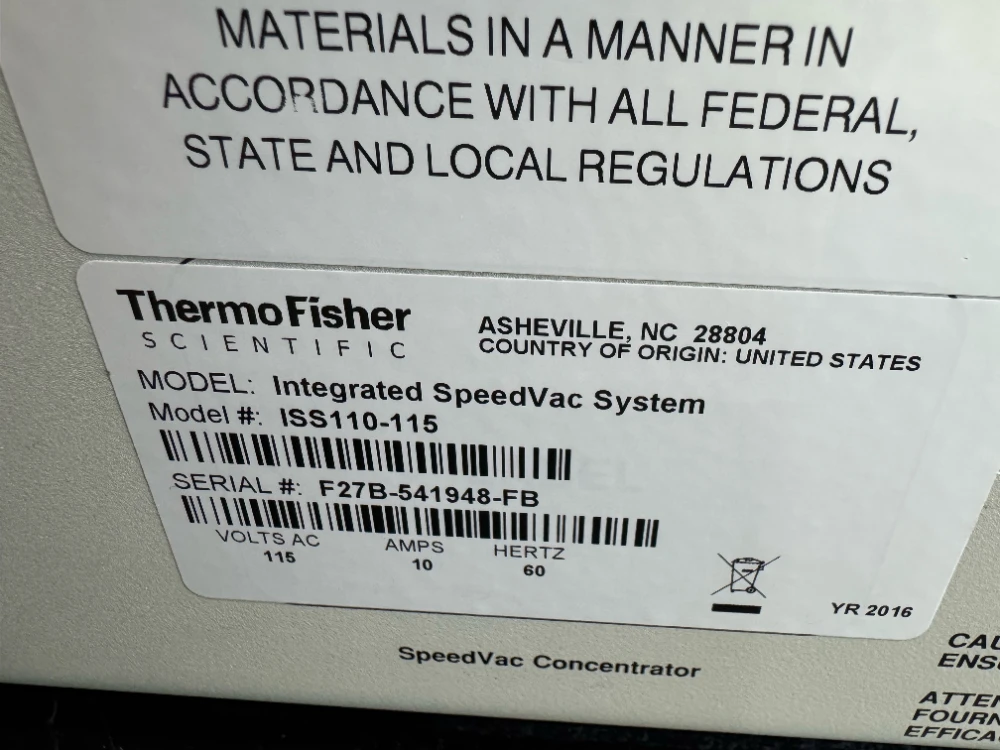 MATERIALS IN A MANNER IN
ACCORDANCE WITH ALL FEDERAL,
STATE AND LOCAL REGULATIONS
ThermoFisher
SCIENTIFIC
ASHEVILLE, NC 28804
COUNTRY OF ORIGIN: UNITED STATES
MODEL: Integrated SpeedVac System
Model #: ISS110-115
SERIAL #: F27B-541948-FB
VOLTS AC AMPS HERTZ
115 10 60
YR 2016
SpeedVac Concentrator